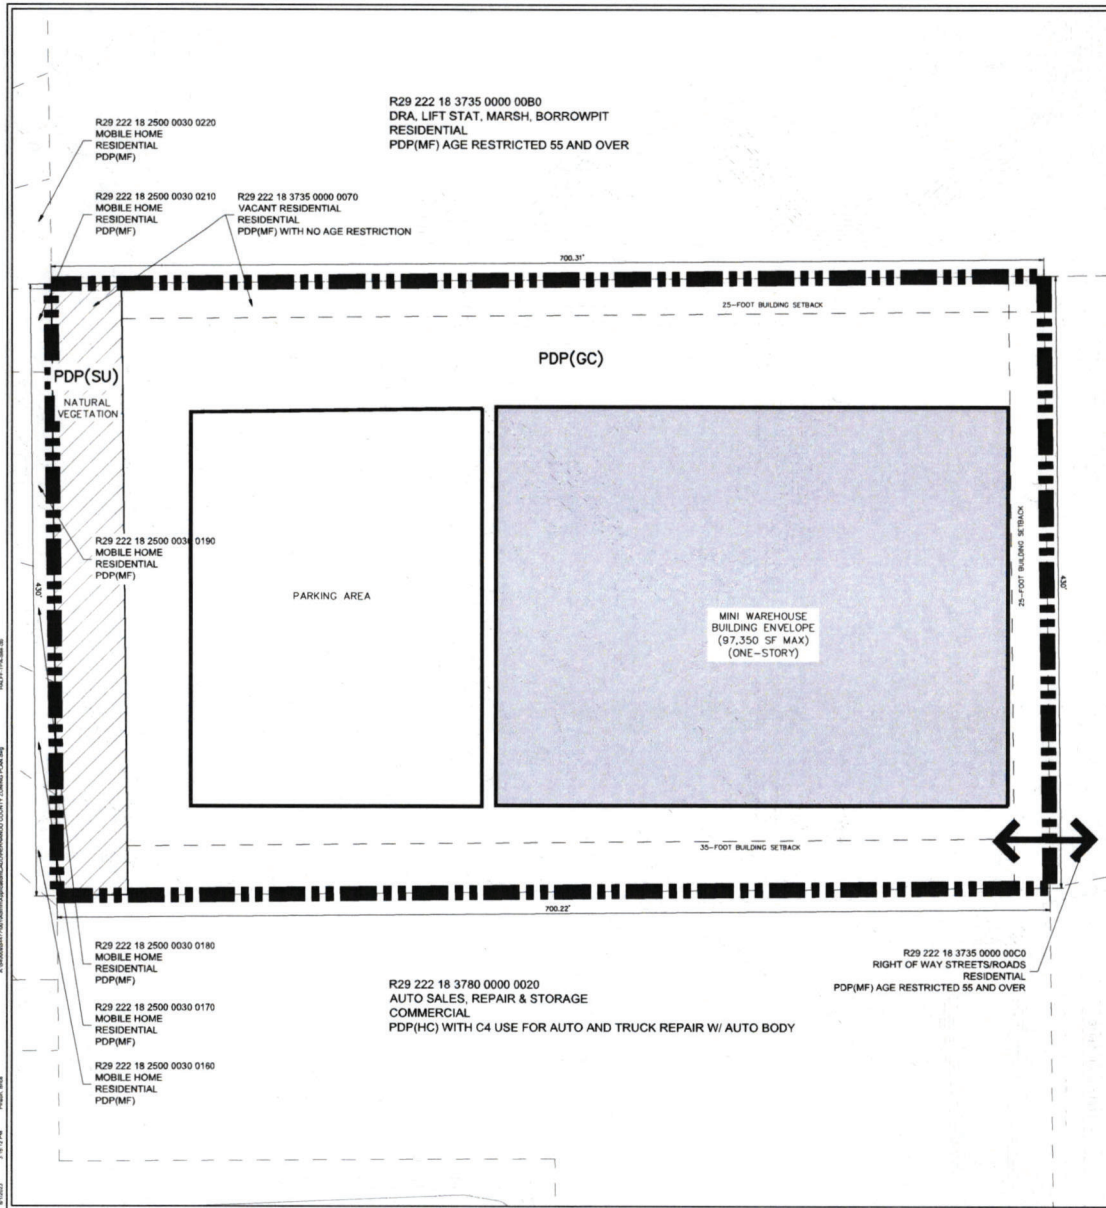 R29 222 18 3735 0000 00B0
DRA, LIFT STAT, MARSH, BORROWPIT
RESIDENTIAL
PDP(MF) AGE RESTRICTED 55 AND OVER
R29 222 18 2500 0030 0220
MOBILE HOME
RESIDENTIAL
PDP(MF)
R29 222 18 2500 0030 0210
MOBILE HOME
RESIDENTIAL
PDP(MF)
R29 222 18 3735 0000 0070
VACANT RESIDENTIAL
RESIDENTIAL
PDP(MF) WITH NO AGE RESTRICTION
700.31'
25-FOOT BUILDING SETBACK
PDP(GC)
PDP(SU)
NATURAL
VEGETATION
R29 222 18 2500 0030 0190
MOBILE HOME
RESIDENTIAL
PDP(MF)
430'
PARKING AREA
MINI WAREHOUSE
BUILDING ENVELOPE
(97,350 SF MAX)
(ONE-STORY)
25-FOOT BUILDING SETBACK
430'
35-FOOT BUILDING SETBACK
700.22'
R29 222 18 2500 0030 0180
MOBILE HOME
RESIDENTIAL
PDP(MF)
R29 222 18 2500 0030 0170
MOBILE HOME
RESIDENTIAL
PDP(MF)
R29 222 18 2500 0030 0160
MOBILE HOME
RESIDENTIAL
PDP(MF)
R29 222 18 3780 0000 0020
AUTO SALES, REPAIR & STORAGE
COMMERCIAL
PDP(HC) WITH C4 USE FOR AUTO AND TRUCK REPAIR W/ AUTO BODY
R29 222 18 3735 0000 00C0
RIGHT OF WAY STREETS/ROADS
RESIDENTIAL
PDP(MF) AGE RESTRICTED 55 AND OVER